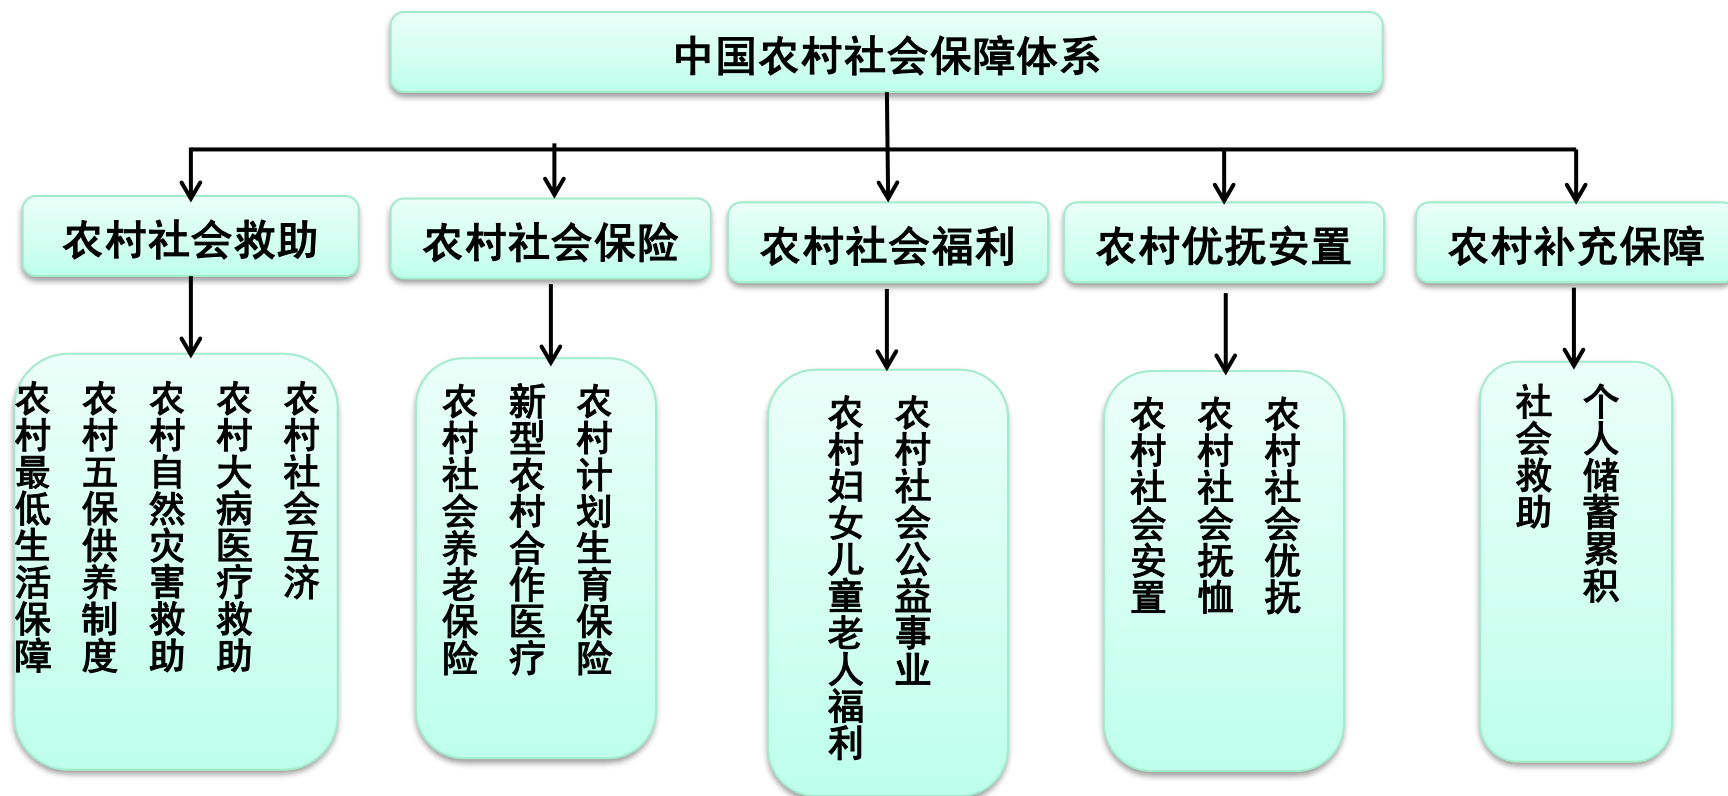 中国农村社会保障体系
农村社会救助
农村社会保险
农村社会福利
农村优抚安置
农村补充保障
农村最低生活保障
农村五保供养制度
农村自然灾害救助
农村大病医疗救助
农村社会互济
农村社会养老保险
新型农村合作医疗
农村计划生育保险
农村妇女儿童老人福利
农村社会公益事业
农村社会安置
农村社会抚恤
农村社会优抚
社会救助
个人储蓄累积